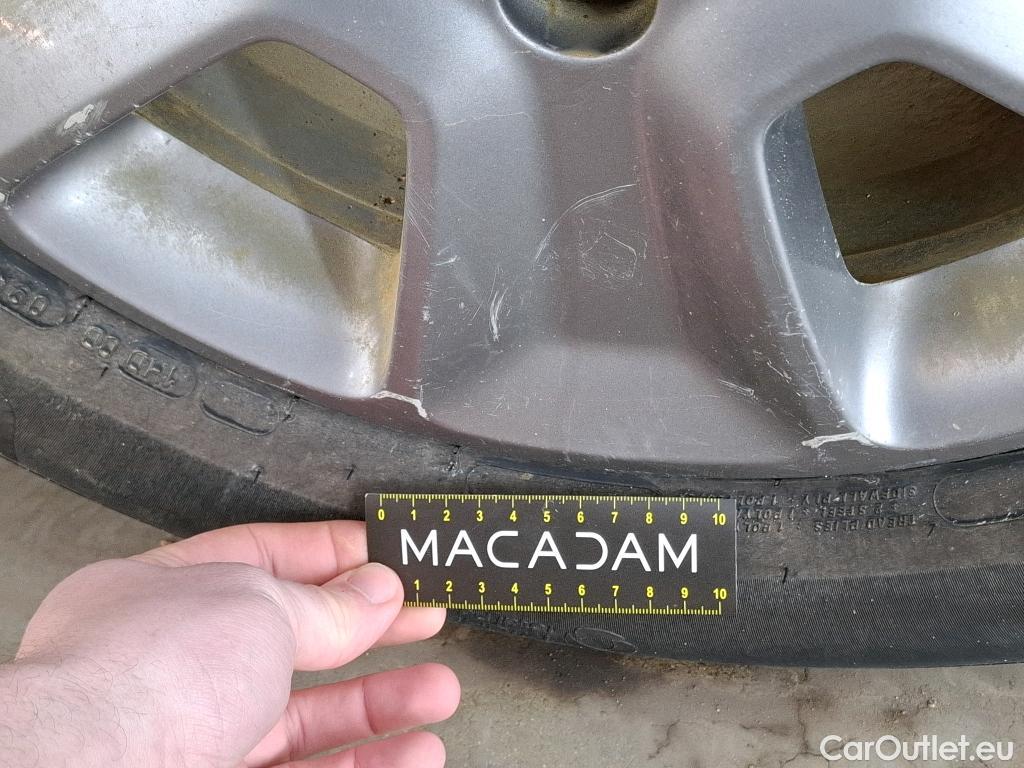 0 1 2 3 4 5 6 7 8 9 10
MACADAM
1 2 3 4 5 6 7 8 9 10
TREAD PLIES
SIDEWALL PLY
CarOutlet.eu